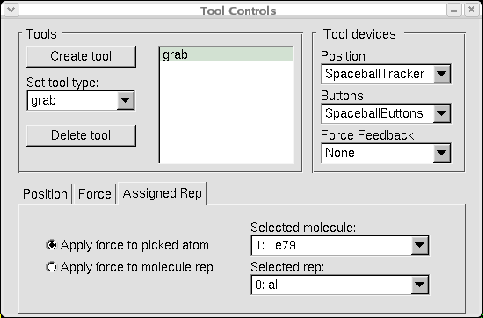 Tool Controls
Tools
Create tool
Set tool type:
grab
Delete tool
grab
Tool devices
Position
SpaceballTracker
Buttons
SpaceballButtons
Force Feedback
None
Position
Force
Assigned Rep
Apply force to picked atom
Apply force to molecule rep
Selected molecule:
1: 1e79
Selected rep:
0: all